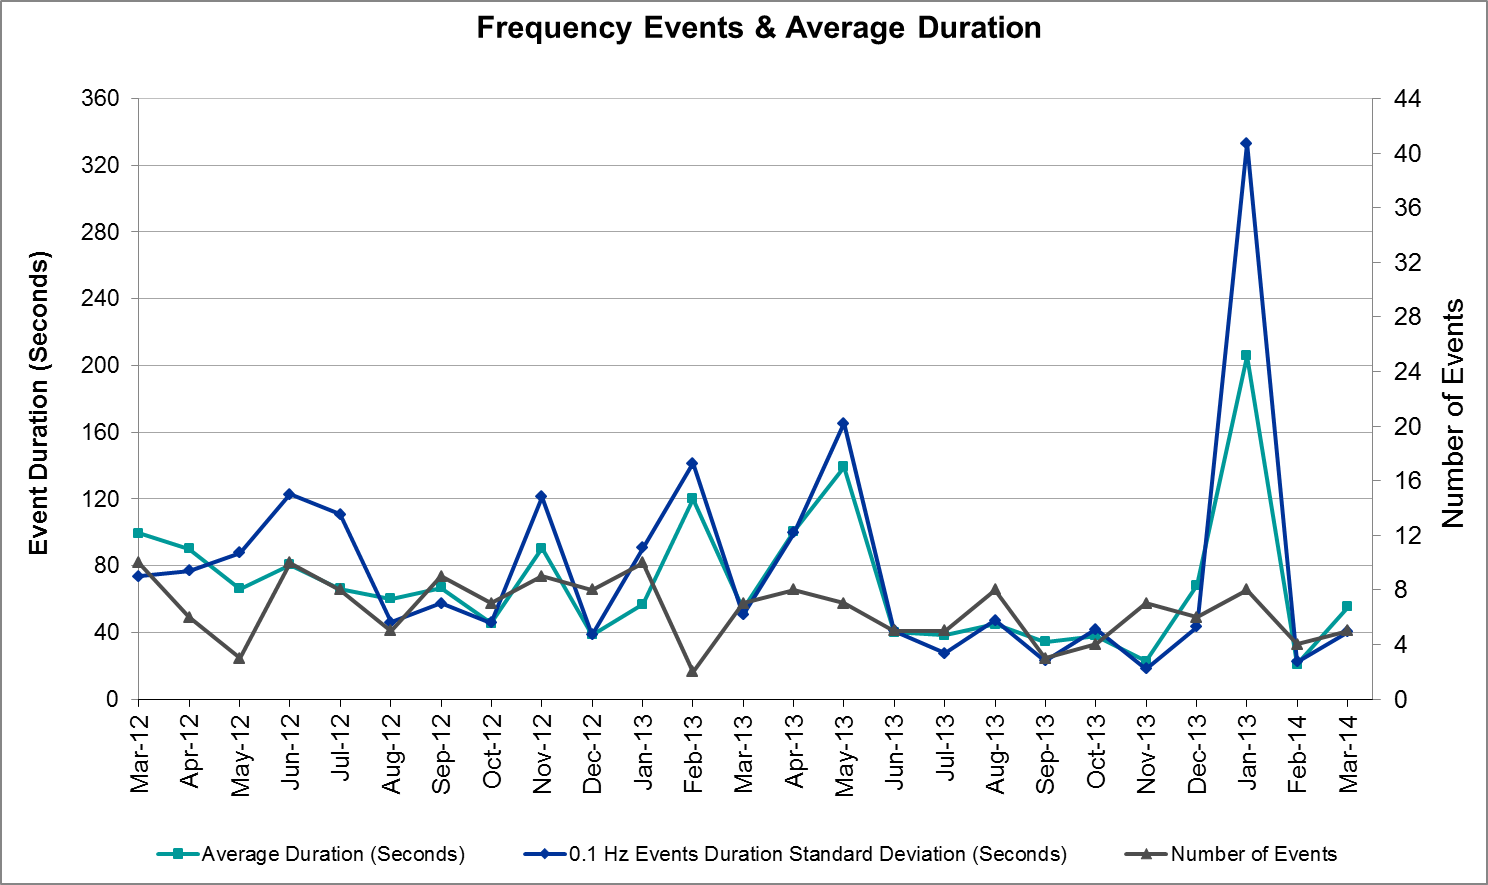 Frequency Events & Average Duration
Event Duration (Seconds)
360
320
280
240
200
160
120
80
40
0
44
40
36
32
28
24
20
16
12
8
4
0
Number of Events
Mar-12
Apr-12
May-12
Jun-12
Jul-12
Aug-12
Sep-12
Oct-12
Nov-12
Dec-12
Jan-13
Feb-13
Mar-13
Apr-13
May-13
Jun-13
Jul-13
Aug-13
Sep-13
Oct-13
Nov-13
Dec-13
Jan-13
Feb-14
Mar-14
Average Duration (Seconds)
0.1 Hz Events Duration Standard Deviation (Seconds)
Number of Events